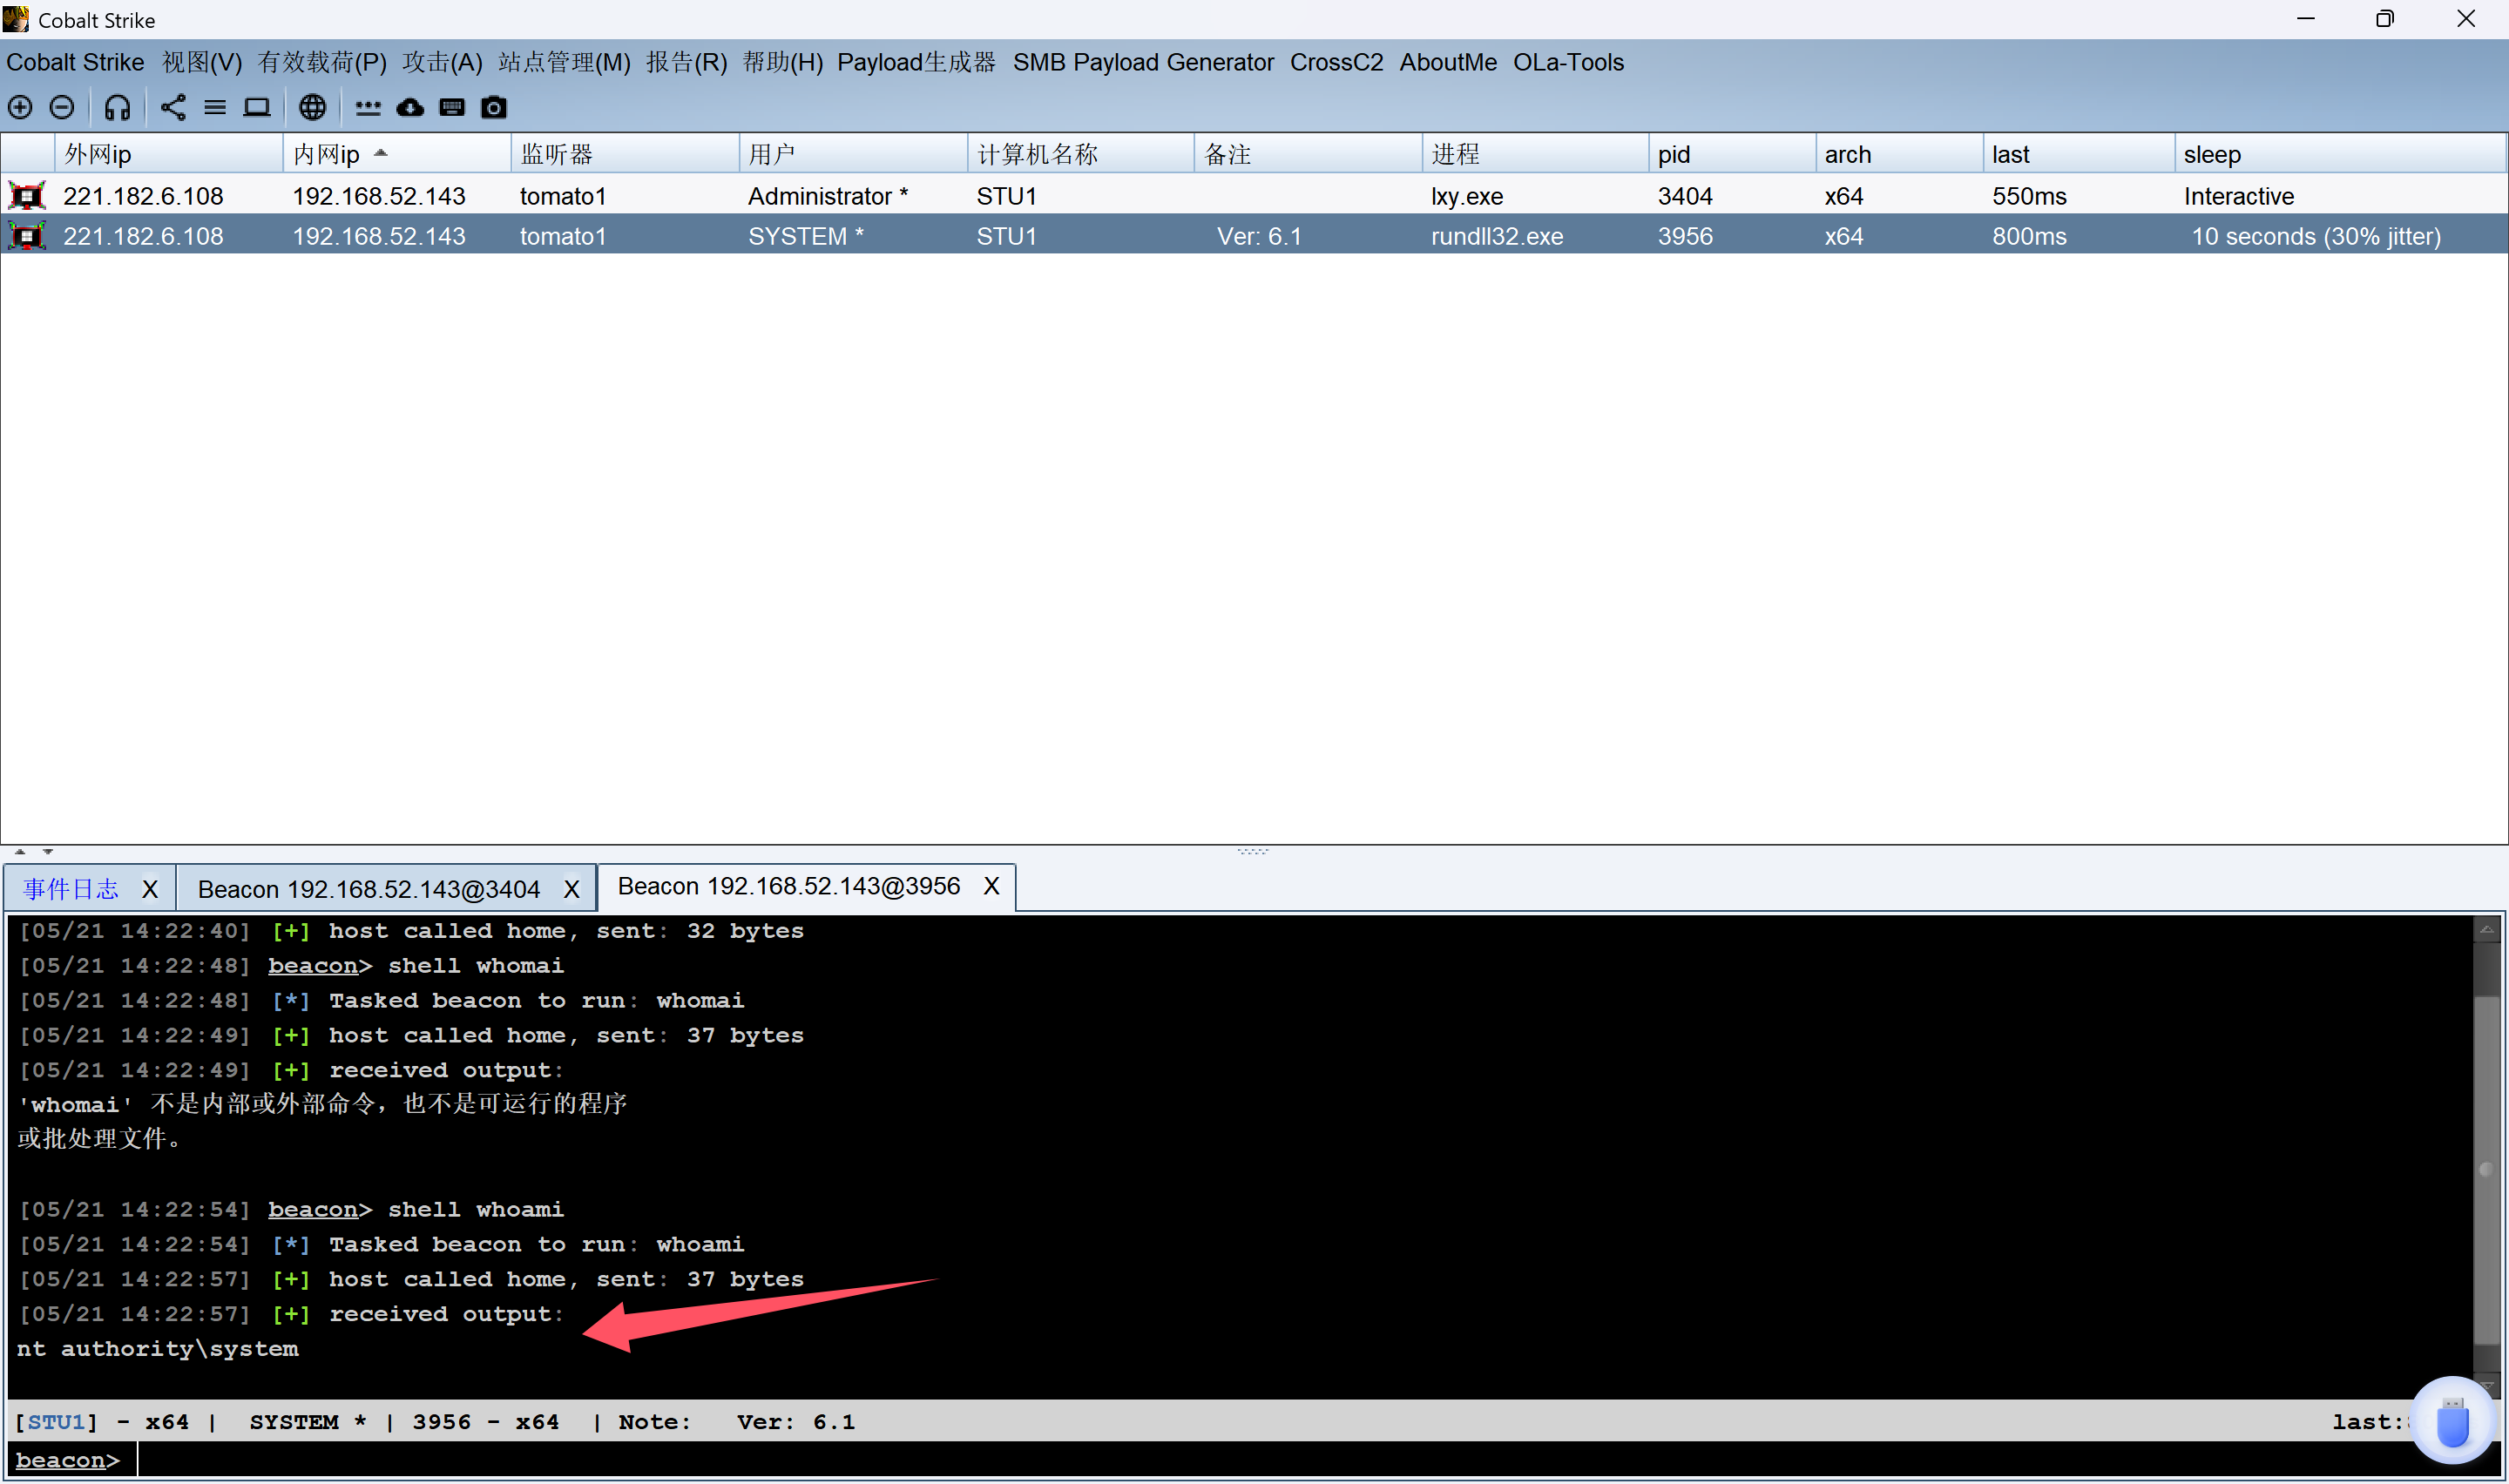 Cobalt Strike
Cobalt Strike 视图(V) 有效载荷(P) 攻击(A) 站点管理(M) 报告(R) 帮助(H) Payload生成器 SMB Payload Generator CrossC2 AboutMe OLa-Tools
外网ip 内网ip 监听器 用户 计算机名称 备注 进程 pid arch last sleep
221.182.6.108 192.168.52.143 tomato1 Administrator * STU1 lxy.exe 3404 x64 550ms Interactive
221.182.6.108 192.168.52.143 tomato1 SYSTEM * STU1 Ver: 6.1 rundll32.exe 3956 x64 800ms 10 seconds (30% jitter)
事件日志 X Beacon 192.168.52.143@3404 X Beacon 192.168.52.143@3956 X
[05/21 14:22:40] [+] host called home, sent: 32 bytes
[05/21 14:22:48] beacon> shell whomai
[05/21 14:22:48] [*] Tasked beacon to run: whomai
[05/21 14:22:49] [+] host called home, sent: 37 bytes
[05/21 14:22:49] [+] received output:
'whomai' 不是内部或外部命令，也不是可运行的程序
或批处理文件。
[05/21 14:22:54] beacon> shell whoami
[05/21 14:22:54] [*] Tasked beacon to run: whoami
[05/21 14:22:57] [+] host called home, sent: 37 bytes
[05/21 14:22:57] [+] received output:
nt authority\system
[STU1] - x64 | SYSTEM * | 3956 - x64 | Note: Ver: 6.1 last:
beacon>